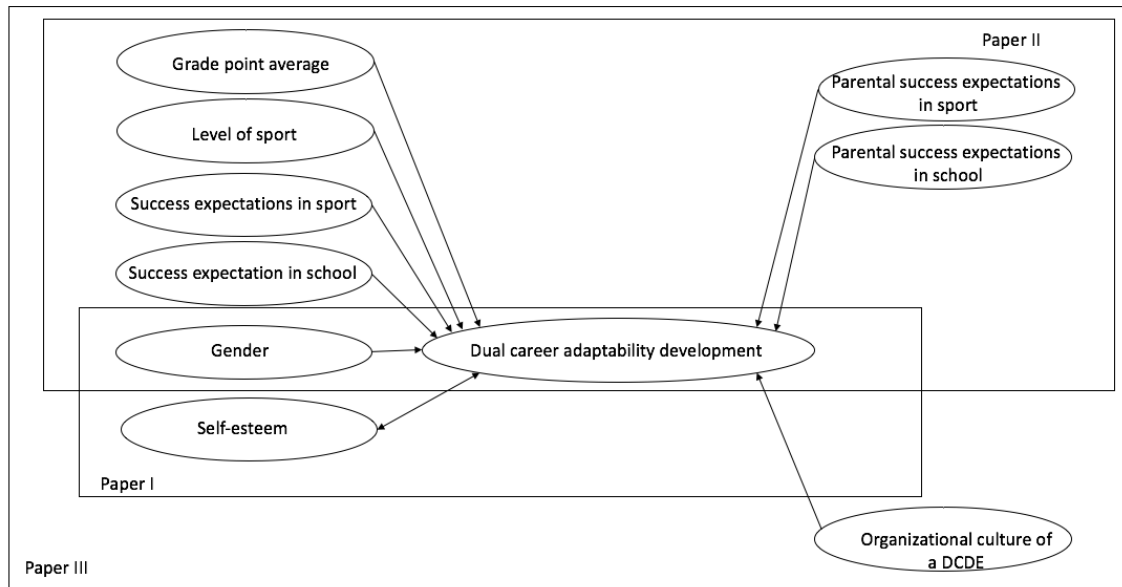 Paper II
Grade point average
Parental success expectations
in sport
Level of sport
Parental success expectations
in school
Success expectations in sport
Success expectation in school
Gender
Dual career adaptability development
Self-esteem
Paper I
Organizational culture of
a DCDE
Paper III